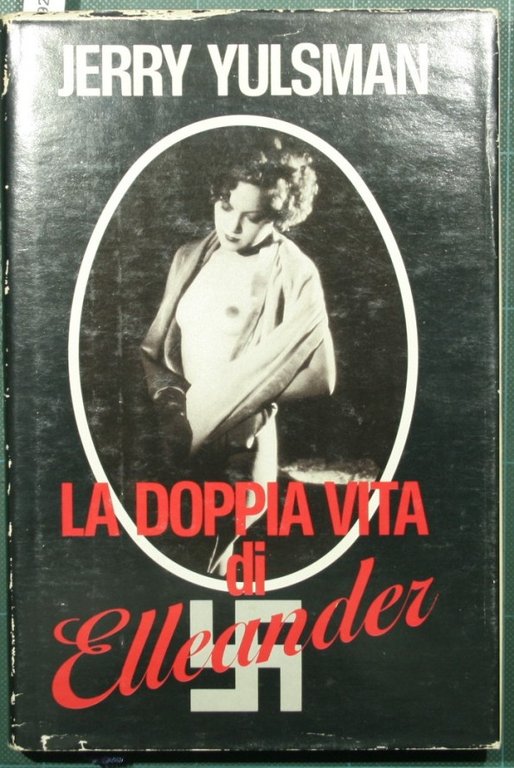 JERRY YULSMAN
LA DOPPIA VITA
di
Elleander